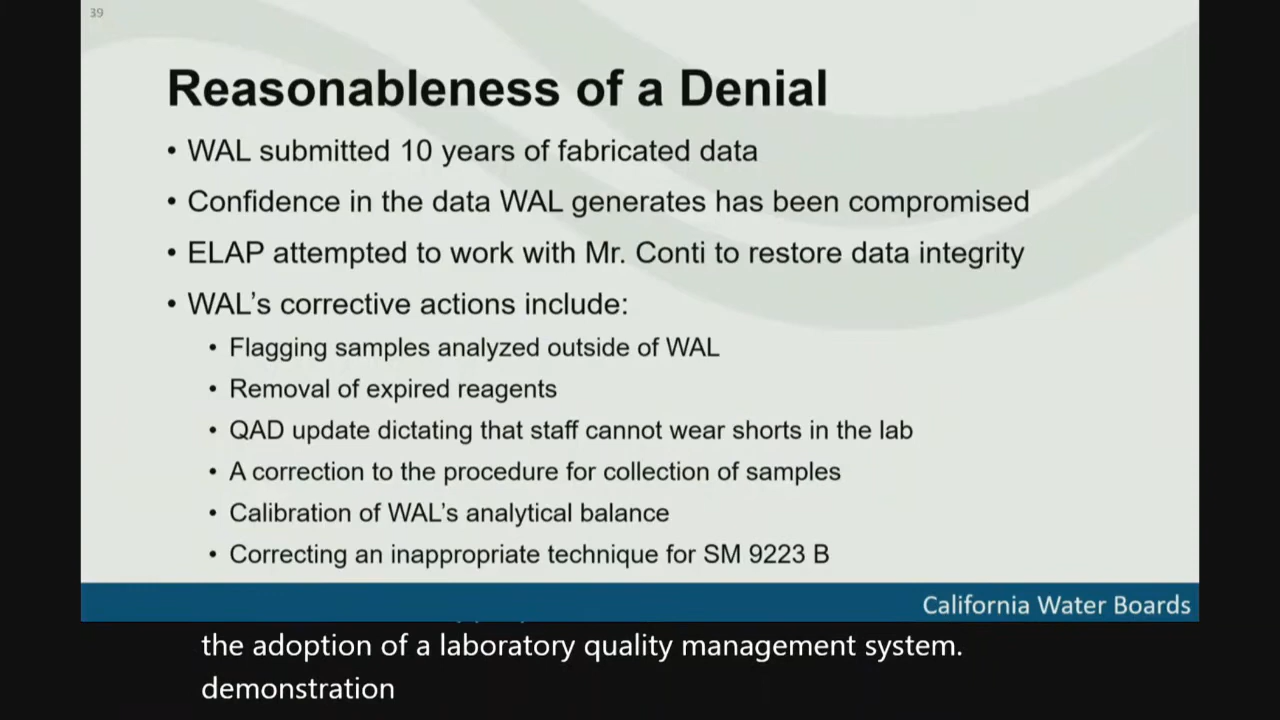 39
Reasonableness of a Denial
• WAL submitted 10 years of fabricated data
• Confidence in the data WAL generates has been compromised
• ELAP attempted to work with Mr. Conti to restore data integrity
• WAL's corrective actions include:
• Flagging samples analyzed outside of WAL
• Removal of expired reagents
• QAD update dictating that staff cannot wear shorts in the lab
• A correction to the procedure for collection of samples
• Calibration of WAL's analytical balance
• Correcting an inappropriate technique for SM 9223 B
California Water Boards
the adoption of a laboratory quality management system.
demonstration